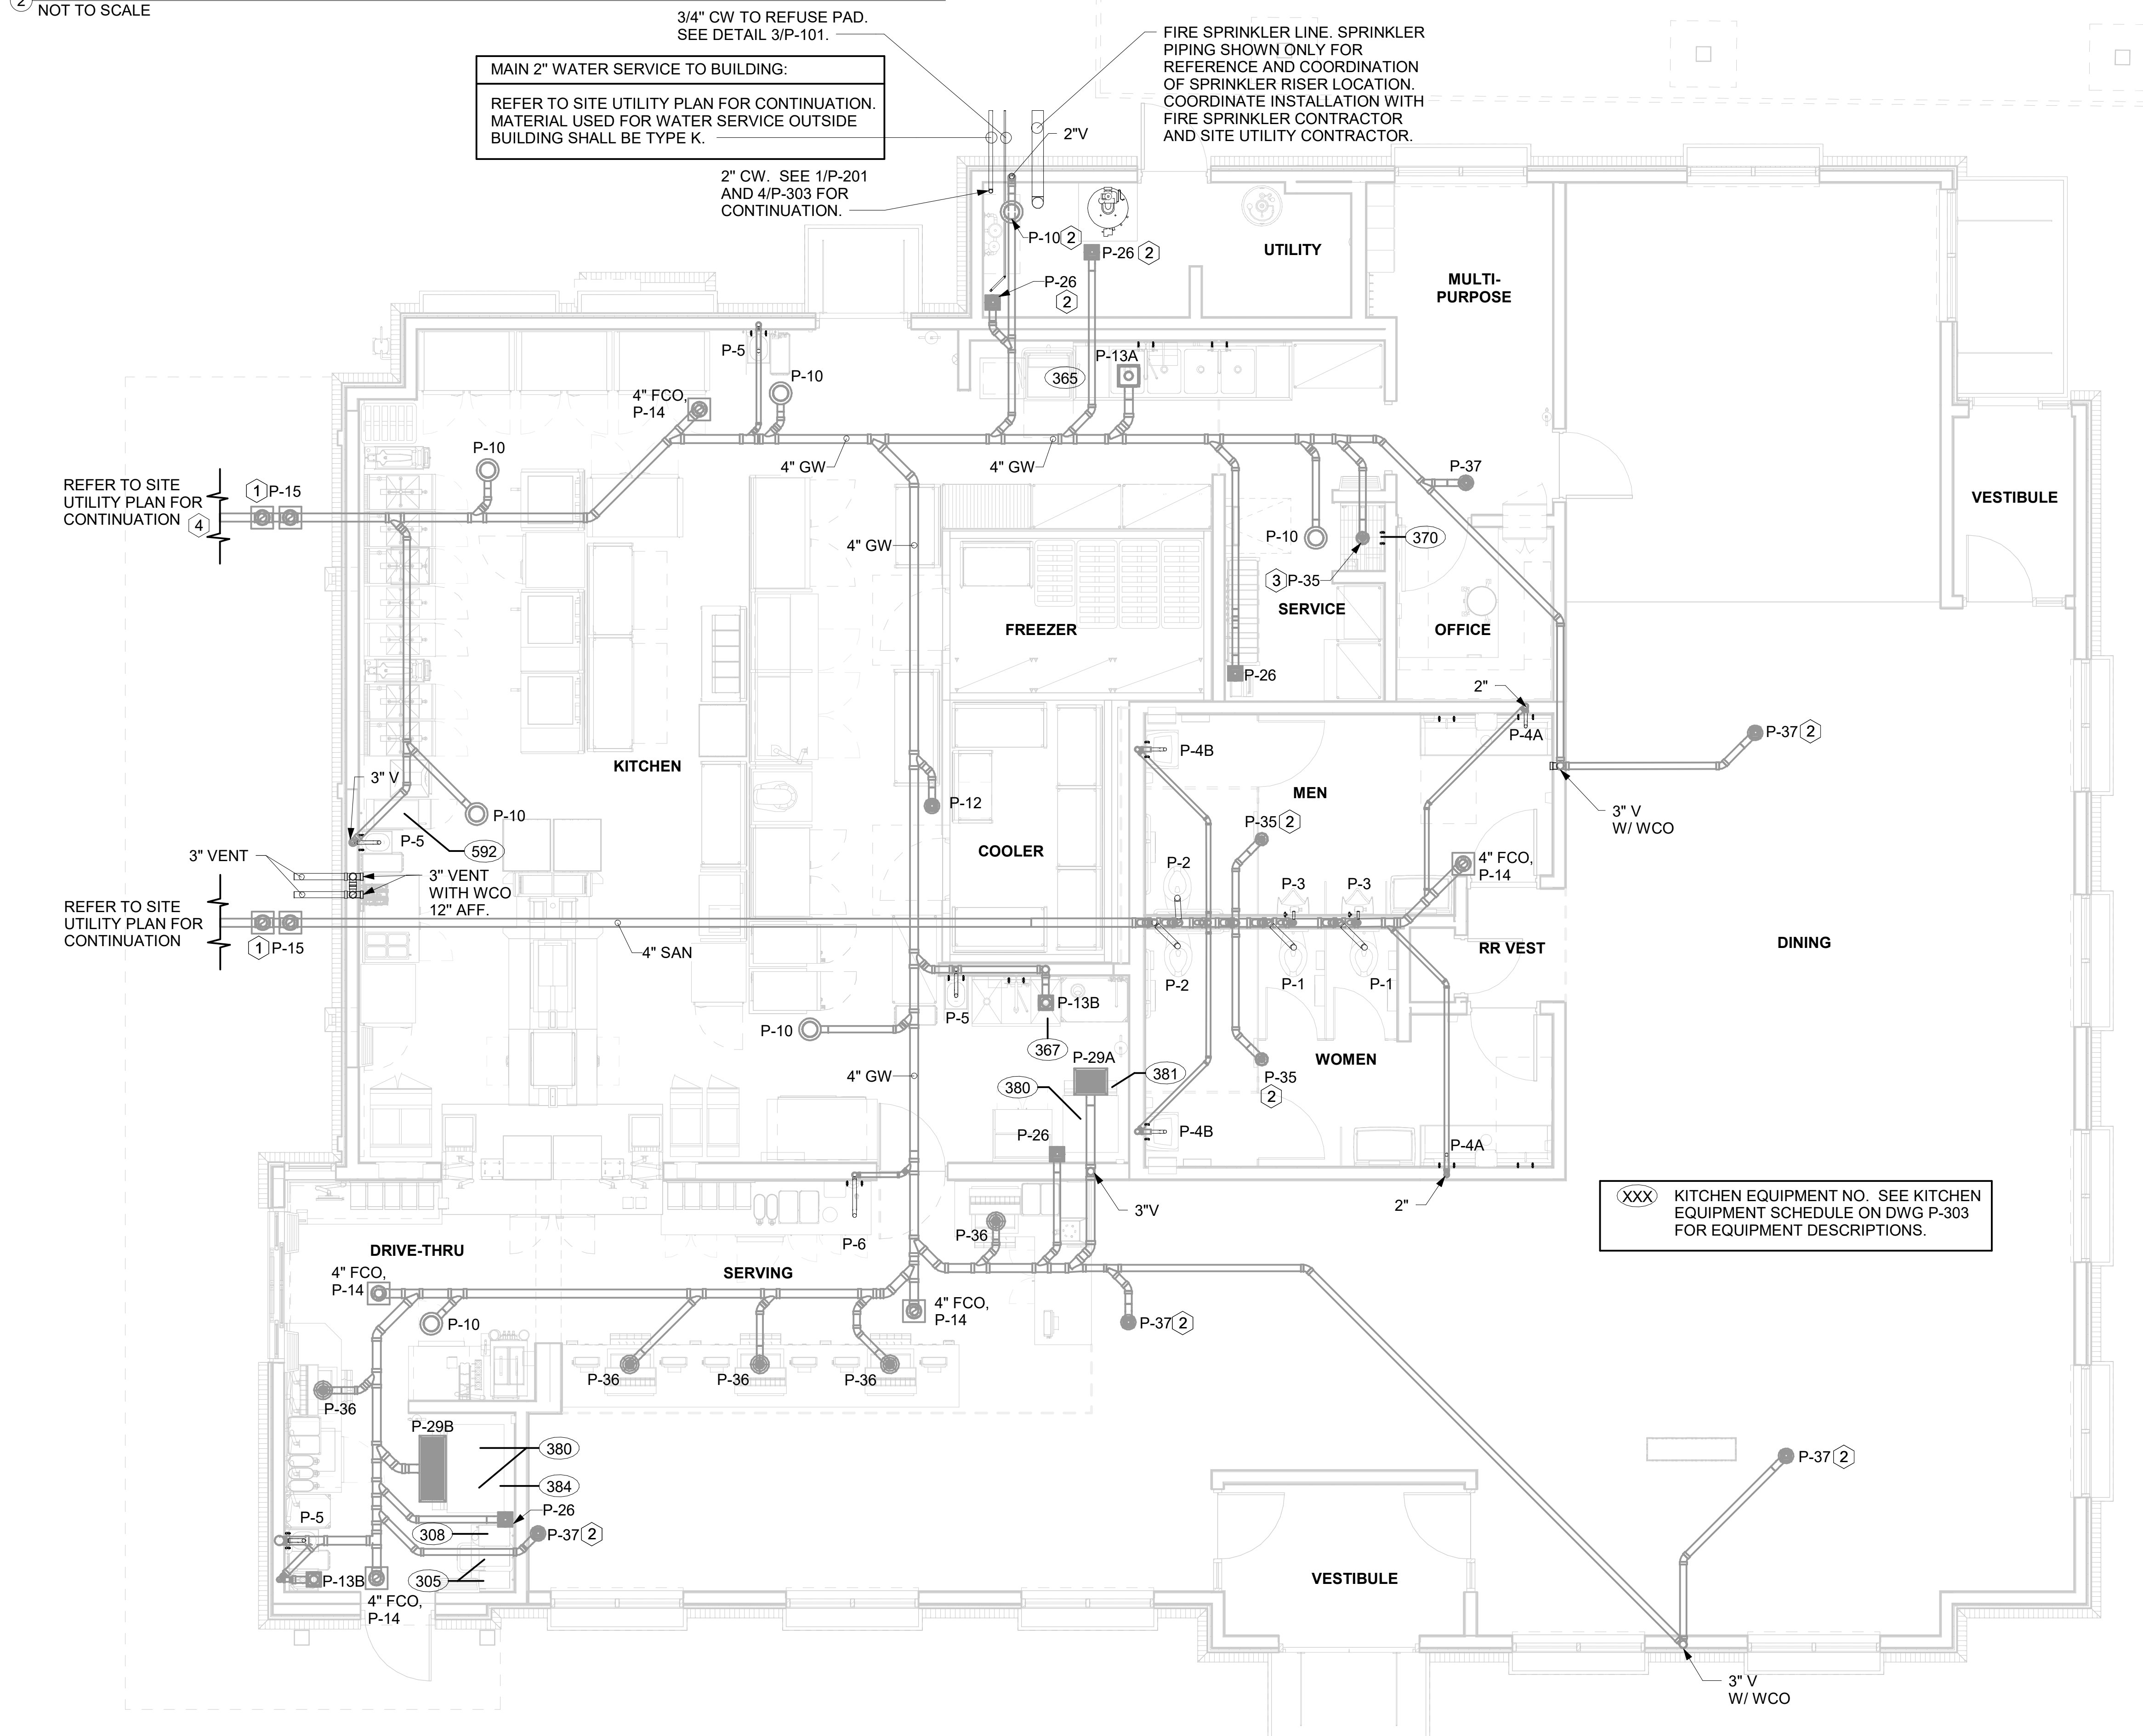 2
NOT TO SCALE
3/4" CW TO REFUSE PAD.
SEE DETAIL 3/P-101.
FIRE SPRINKLER LINE. SPRINKLER
PIPING SHOWN ONLY FOR
REFERENCE AND COORDINATION
OF SPRINKLER RISER LOCATION.
COORDINATE INSTALLATION WITH
FIRE SPRINKLER CONTRACTOR
AND SITE UTILITY CONTRACTOR.
MAIN 2" WATER SERVICE TO BUILDING:
REFER TO SITE UTILITY PLAN FOR CONTINUATION.
MATERIAL USED FOR WATER SERVICE OUTSIDE
BUILDING SHALL BE TYPE K.
2"V
2" CW. SEE 1/P-201
AND 4/P-303 FOR
CONTINUATION.
P-10 2
P-26 2
UTILITY
P-26
2
MULTI-
PURPOSE
P-5
P-13A
P-10
365
4" FCO,
P-14
P-10
4" GW
4" GW
P-37
REFER TO SITE
UTILITY PLAN FOR
CONTINUATION 4
1 P-15
VESTIBULE
4" GW
P-10
370
3 P-35
SERVICE
FREEZER
OFFICE
P-26
2"
P-4A
P-37 2
P-4B
KITCHEN
3" V
MEN
P-12
P-10
3" V
W/ WCO
P-35 2
P-5
592
COOLER
3" VENT
P-2
4" FCO,
P-14
3" VENT
WITH WCO
12" AFF.
P-3
P-3
REFER TO SITE
UTILITY PLAN FOR
CONTINUATION
1 P-15
4" SAN
RR VEST
DINING
P-2
P-1
P-1
P-5
P-13B
P-10
367
P-29A
WOMEN
4" GW
380
381
P-35
2
P-26
P-4B
P-4A
2"
3"V
XXX KITCHEN EQUIPMENT NO. SEE KITCHEN
EQUIPMENT SCHEDULE ON DWG P-303
FOR EQUIPMENT DESCRIPTIONS.
P-36
P-6
DRIVE-THRU
SERVING
4" FCO,
P-14
4" FCO,
P-14
P-10
P-37 2
P-36
P-36
P-36
P-36
P-29B
380
P-37 2
384
P-26
P-5
308
P-37 2
P-13B
305
VESTIBULE
4" FCO,
P-14
3" V
W/ WCO